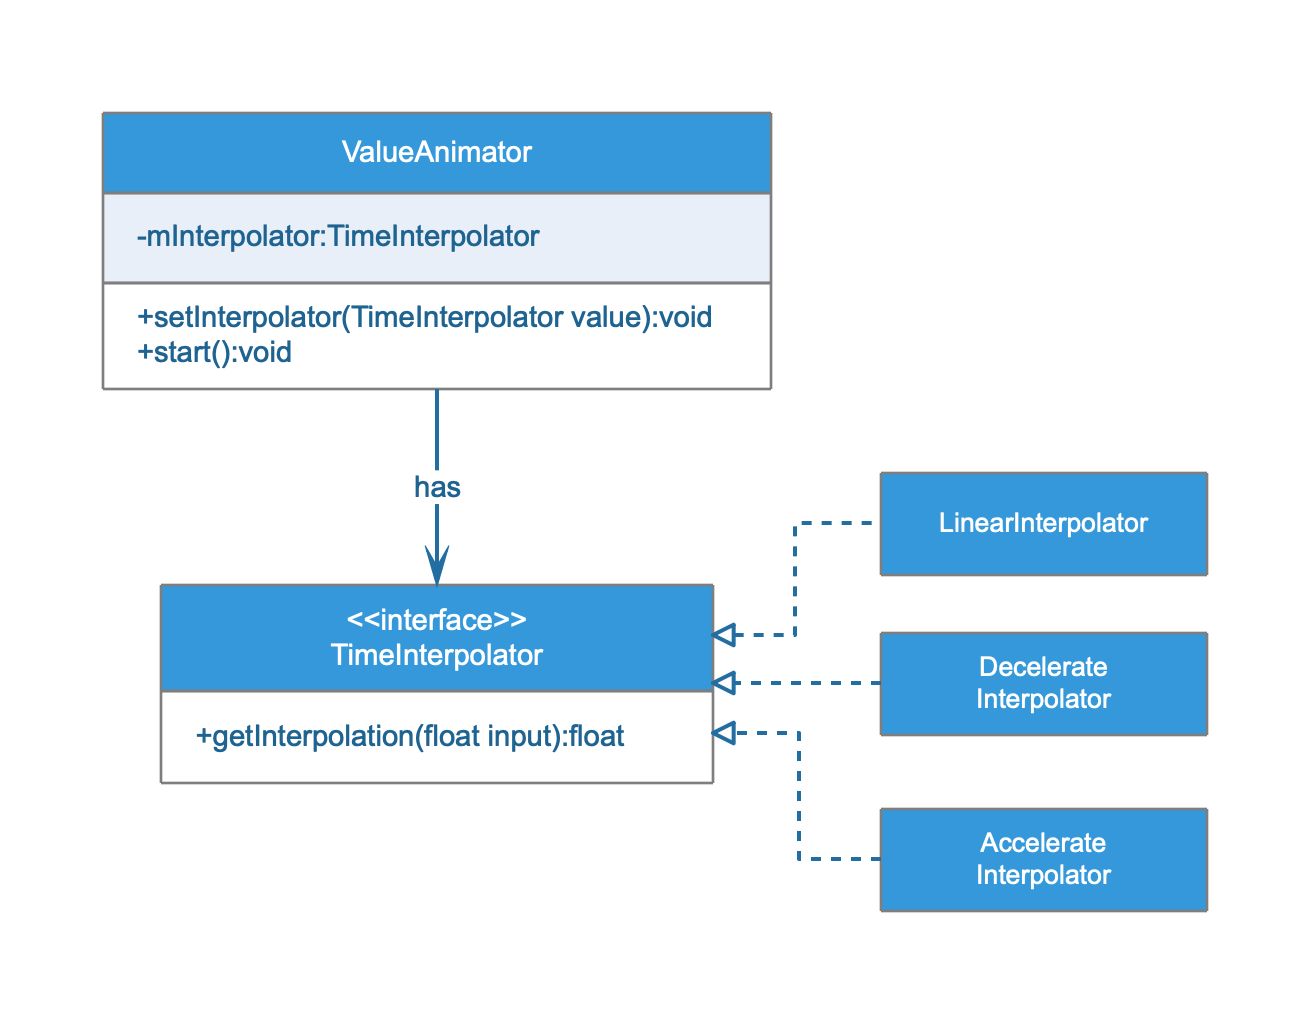 ValueAnimator
-mInterpolator:TimeInterpolator
+setInterpolator(TimeInterpolator value):void
+start():void
has
<<interface>>
TimeInterpolator
+getInterpolation(float input):float
LinearInterpolator
Decelerate
Interpolator
Accelerate
Interpolator